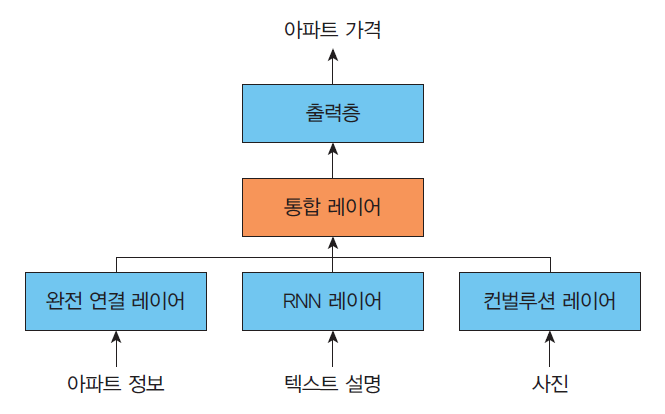 아파트 가격
출력층
통합 레이어
완전 연결 레이어
RNN 레이어
컨벌루션 레이어
아파트 정보
텍스트 설명
사진